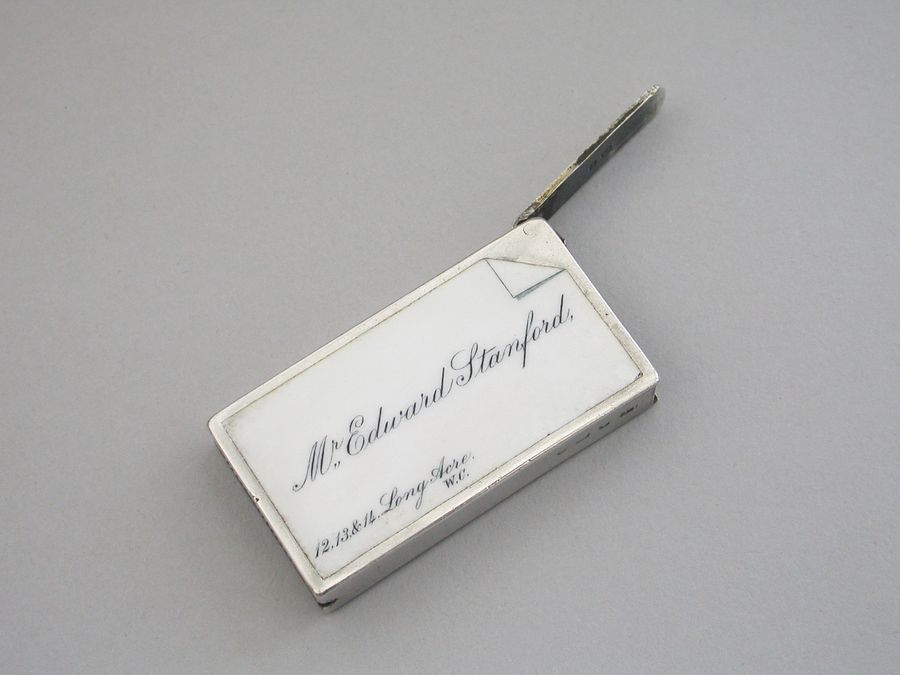 Mr. Edward Stanford,
12, 13, & 14, Long Acre.
W.C.